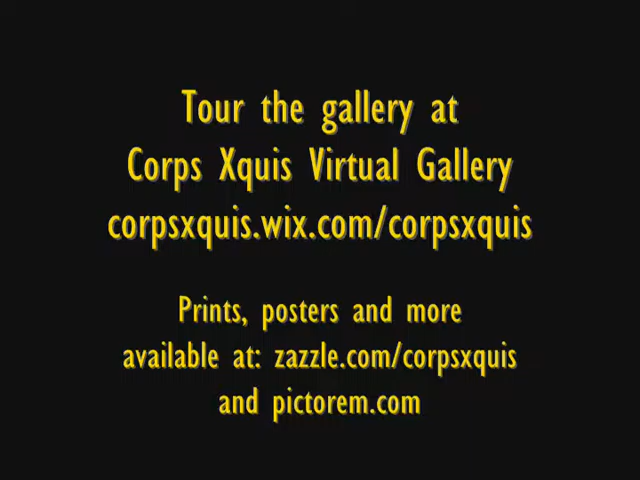 Tour the gallery at
Corps Xquis Virtual Gallery
corpsxquis.wix.com/corpsxquis
Prints, posters and more
available at: zazzle.com/corpsxquis
and pictorem.com